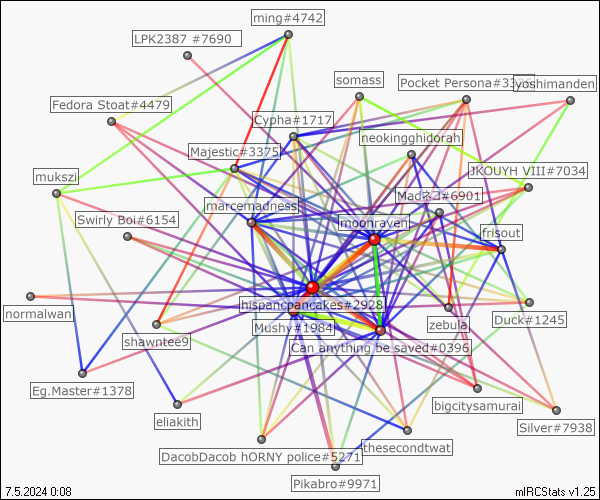 ming#4742
LPK2387 #7690
somass
Pocket Persona#3
yoshimanden
Fedora Stoat#4479
Cypha#1717
neokingghidorah
Majestic#3375
JKOUYH VIII#7034
mukszi
Mad
#6901
marcemadness
Swirly Boi#6154
moonraven
frisout
hispancpancakes#2928
normalwan
Mushy#1984
zebula
Duck#1245
shawntee9
Can anything be saved#0396
Eg.Master#1378
bigcitysamurai
eliakith
Silver#7938
thesecondtwat
DacobDacob hORNY police#5271
Pikabro#9971
7.5.2024 0:08
mIRCStats v1.25